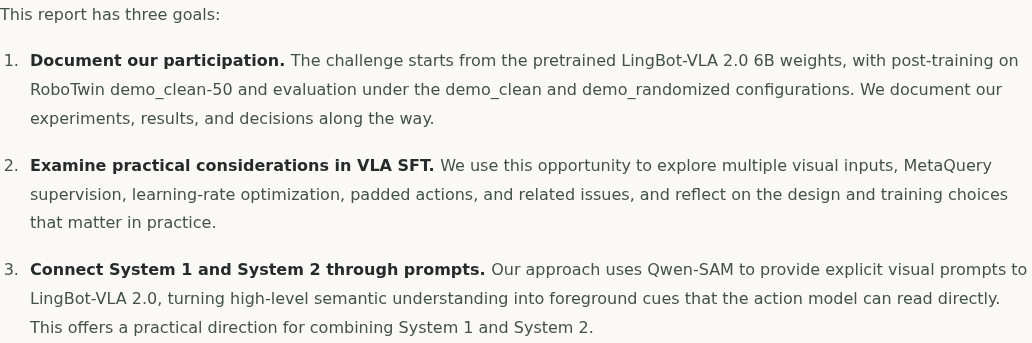 This report has three goals:
1. Document our participation. The challenge starts from the pretrained LingBot-VLA 2.0 6B weights, with post-training on
RoboTwin demo_clean-50 and evaluation under the demo_clean and demo_randomized configurations. We document our
experiments, results, and decisions along the way.
2. Examine practical considerations in VLA SFT. We use this opportunity to explore multiple visual inputs, MetaQuery
supervision, learning-rate optimization, padded actions, and related issues, and reflect on the design and training choices
that matter in practice.
3. Connect System 1 and System 2 through prompts. Our approach uses Qwen-SAM to provide explicit visual prompts to
LingBot-VLA 2.0, turning high-level semantic understanding into foreground cues that the action model can read directly.
This offers a practical direction for combining System 1 and System 2.